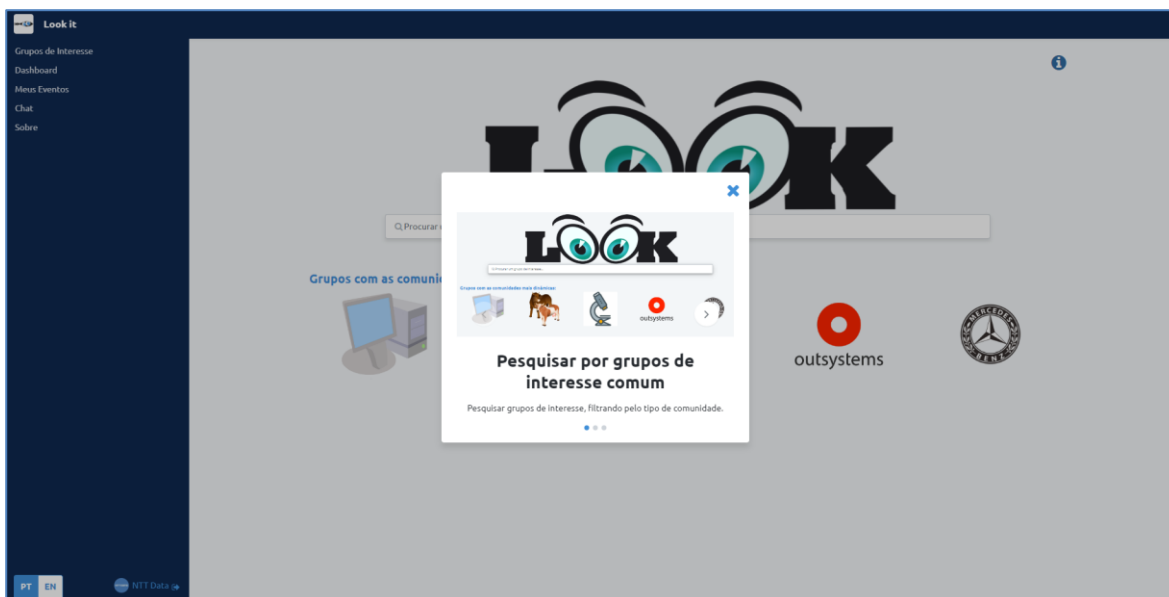 Look it
Grupos de Interesse
Dashboard
Meus Eventos
Chat
Sobre
LOOK
Procurar
Grupos com as comuni
outsystems
MERCEDES
BENZ
LOOK
Grupos com as comunidades mais dinâmicas
outsystems
Pesquisar por grupos de
interesse comum
Pesquisar grupos de interesse, filtrando pelo tipo de comunidade.
PT EN
NTT Data